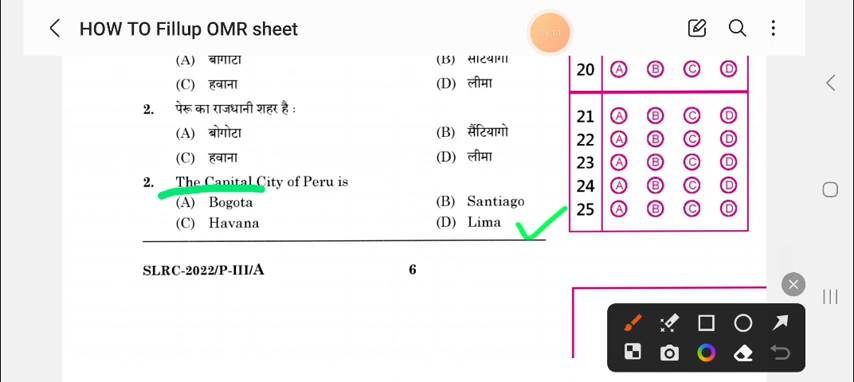 HOW TO Fillup OMR sheet
(A) बोगोटा (B) सैंटियागो
(C) हवाना (D) लीमा
2. पेरू का राजधानी शहर है :
(A) बोगोटा (B) सैंटियागो
(C) हवाना (D) लीमा
2. The Capital City of Peru is
(A) Bogota (B) Santiago
(C) Havana (D) Lima
SLRC-2022/P-III/A 6
20 A B C D
21 A B C D
22 A B C D
23 A B C D
24 A B C D
25 A B C D